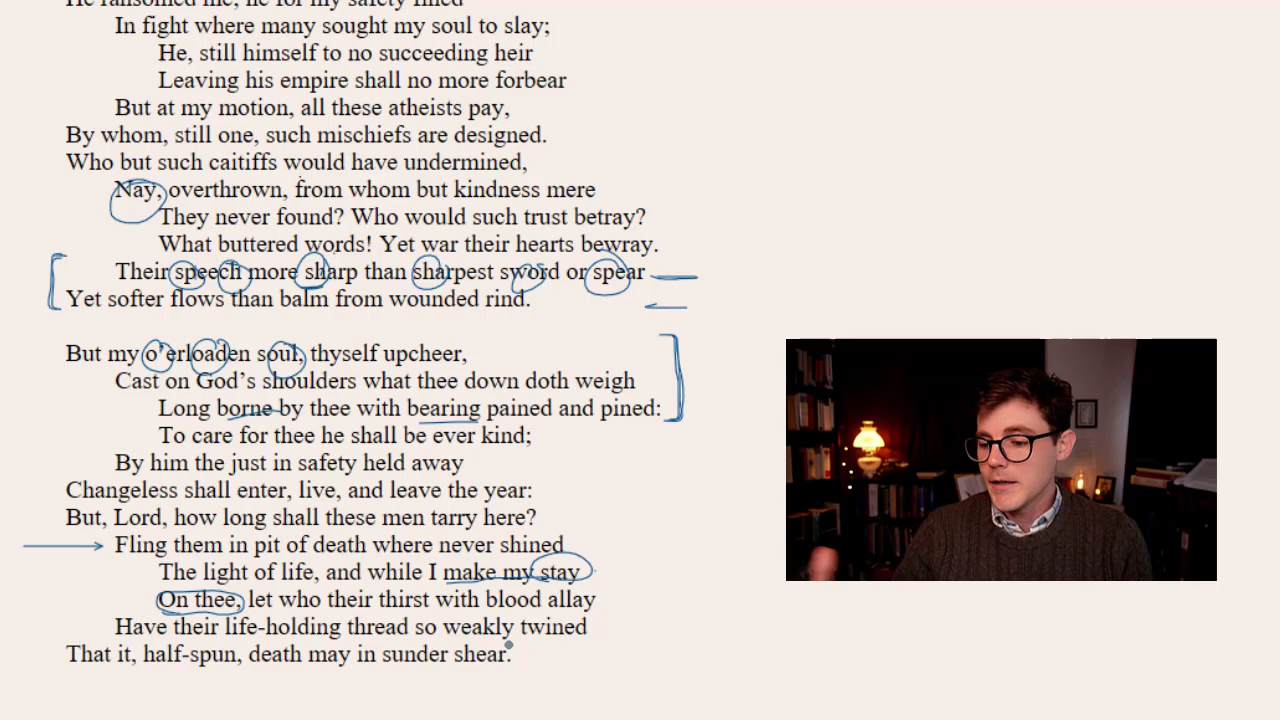 He ransomed me, he for my safety fined
In fight where many sought my soul to slay;
He, still himself to no succeeding heir
Leaving his empire shall no more forbear
But at my motion, all these atheists pay,
By whom, still one, such mischiefs are designed.
Who but such caitiffs would have undermined,
Nay, overthrown, from whom but kindness mere
They never found? Who would such trust betray?
What buttered words! Yet war their hearts bewray.
Their speech more sharp than sharpest sword or spear
Yet softer flows than balm from wounded rind.
But my o'erloaden soul, thyself upcheer,
Cast on God's shoulders what thee down doth weigh
Long borne by thee with bearing pained and pined:
To care for thee he shall be ever kind;
By him the just in safety held away
Changeless shall enter, live, and leave the year:
But, Lord, how long shall these men tarry here?
Fling them in pit of death where never shined
The light of life, and while I make my stay
On thee, let who their thirst with blood allay
Have their life-holding thread so weakly twined
That it, half-spun, death may in sunder shear.